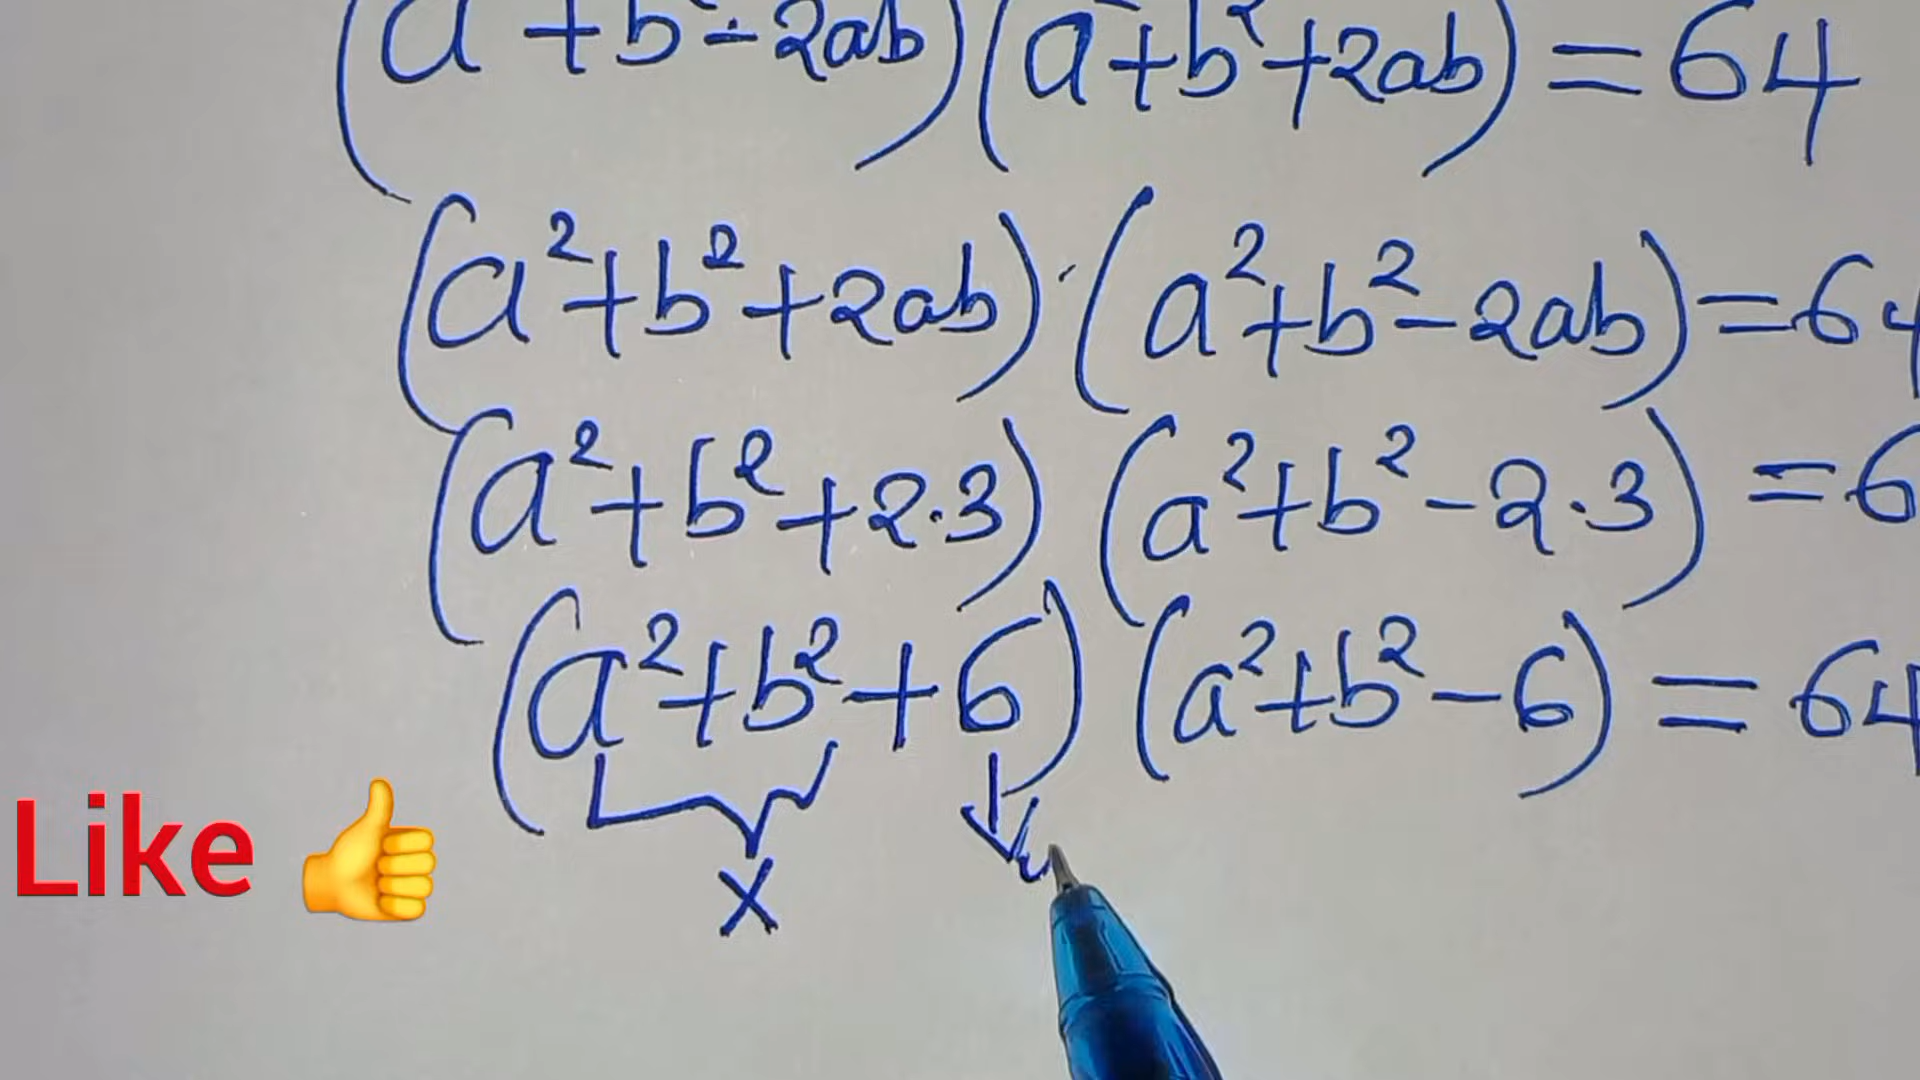 (a² + b² - 2ab)(a² + b² + 2ab) = 64
(a² + b² + 2ab)·(a² + b² - 2ab) = 64
(a² + b² + 2·3) (a² + b² - 2·3) = 6
(a² + b² + 6) (a² + b² - 6) = 64
x y
Like 👍